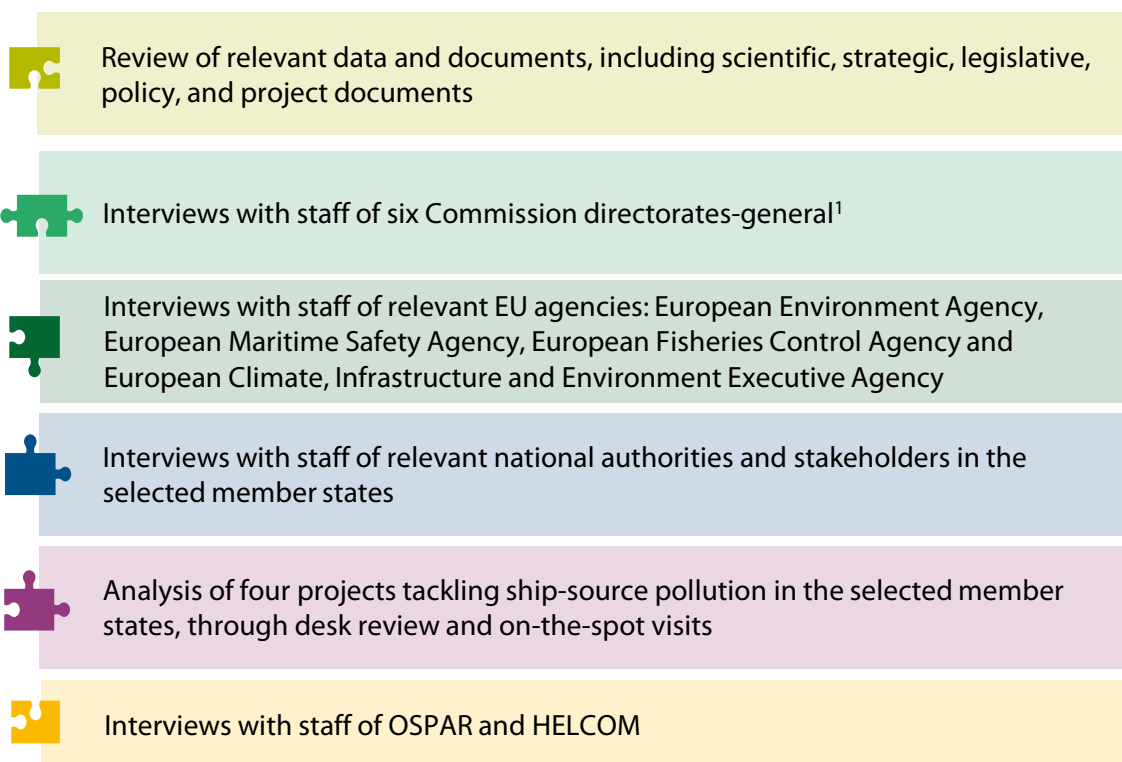 Review of relevant data and documents, including scientific, strategic, legislative,
policy, and project documents
Interviews with staff of six Commission directorates-general¹
Interviews with staff of relevant EU agencies: European Environment Agency,
European Maritime Safety Agency, European Fisheries Control Agency and
European Climate, Infrastructure and Environment Executive Agency
Interviews with staff of relevant national authorities and stakeholders in the
selected member states
Analysis of four projects tackling ship-source pollution in the selected member
states, through desk review and on-the-spot visits
Interviews with staff of OSPAR and HELCOM